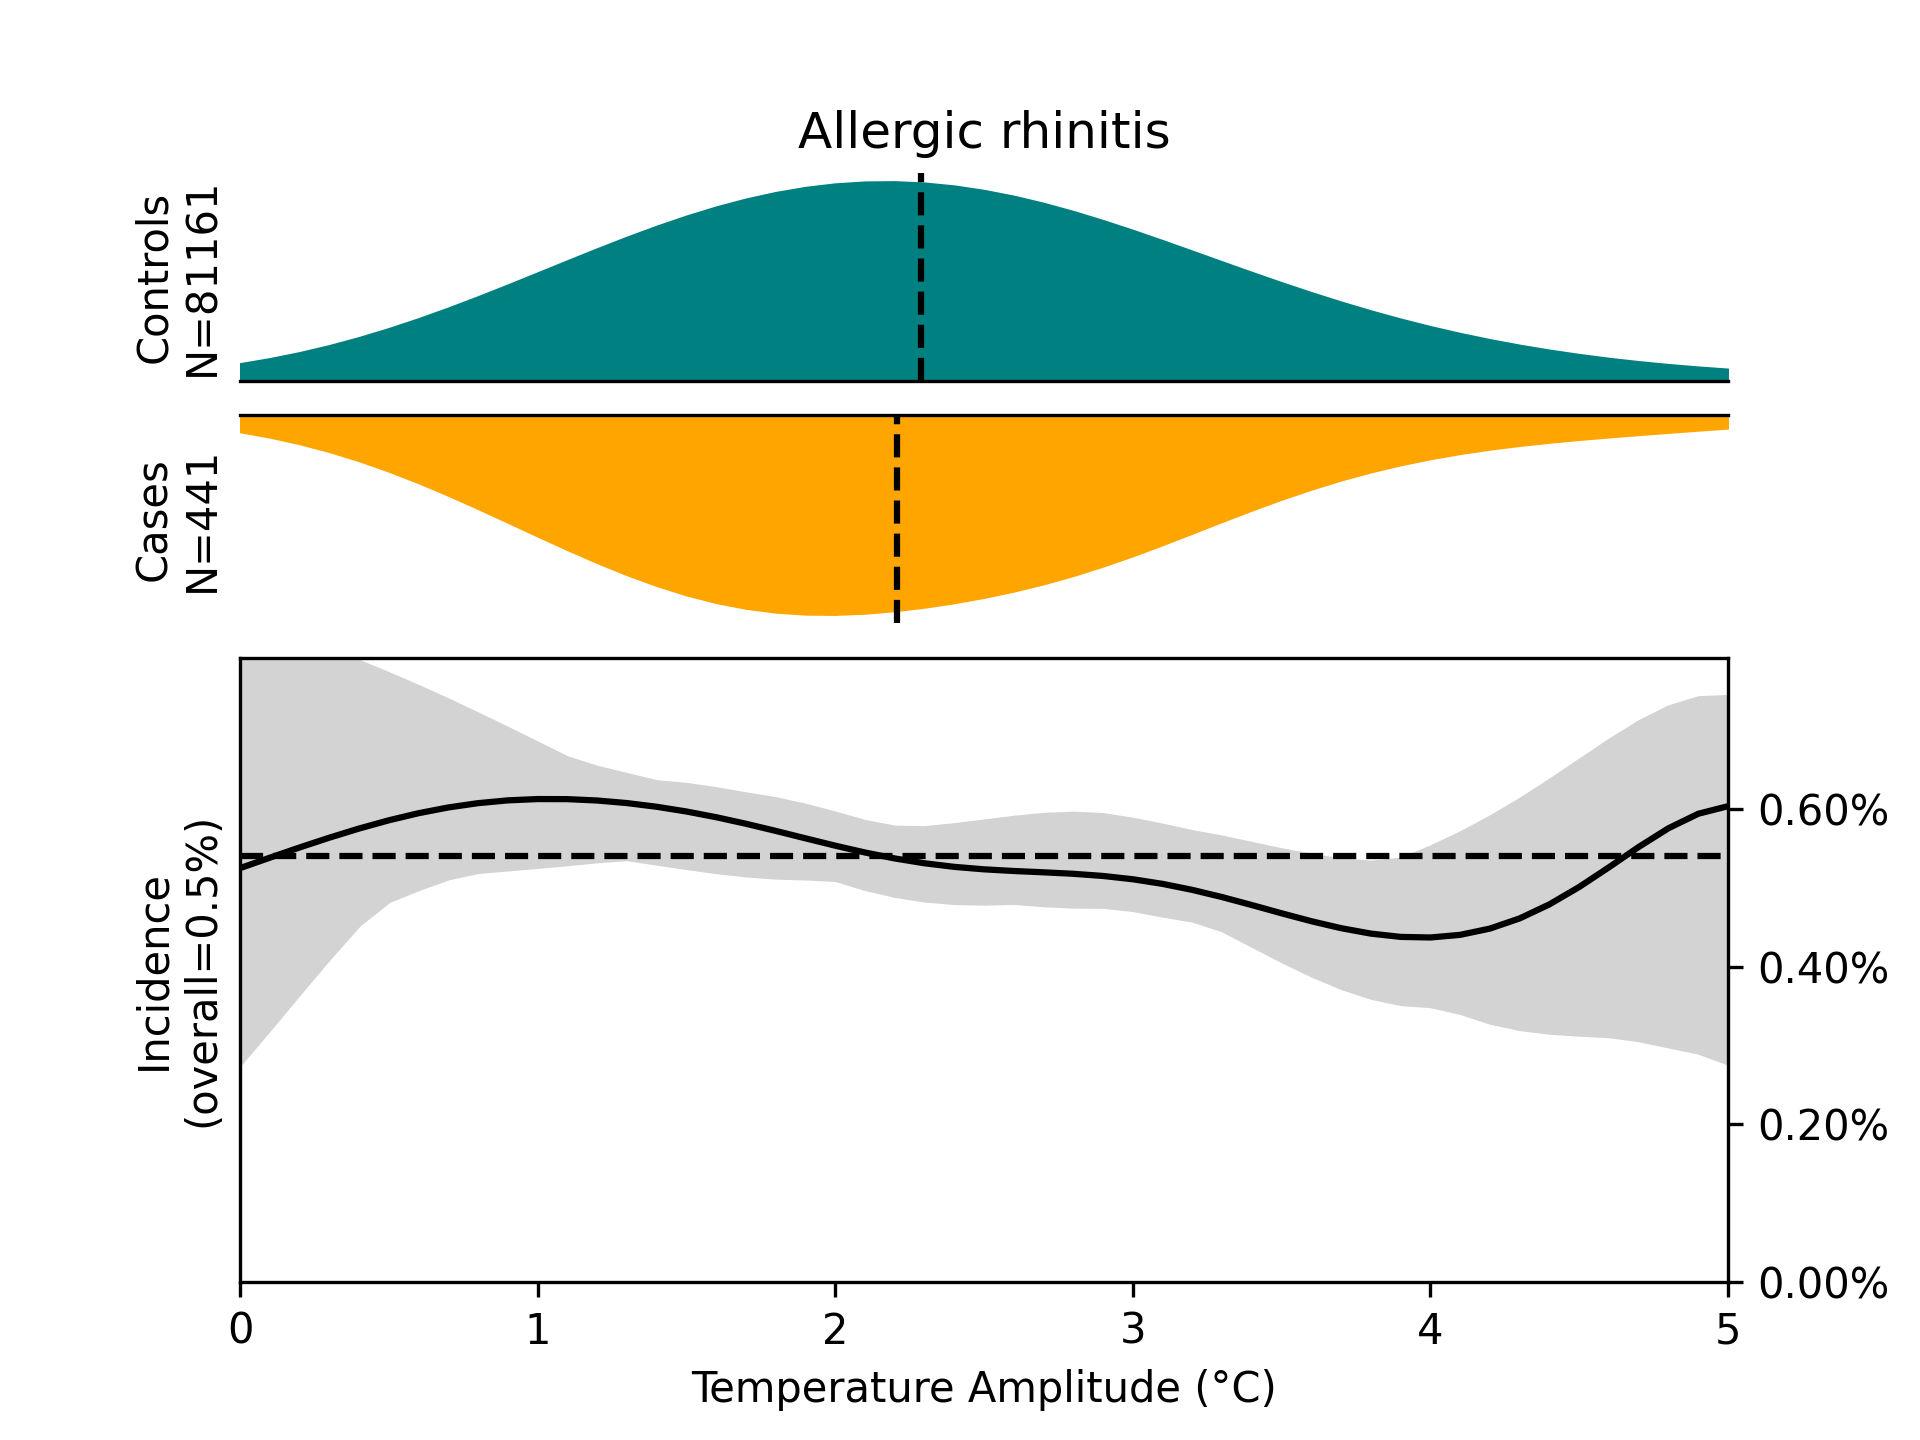 Allergic rhinitis
Controls
N=81161
Cases
N=441
Incidence
(overall=0.5%)
0.60%
0.40%
0.20%
0.00%
0 1 2 3 4 5
Temperature Amplitude (°C)